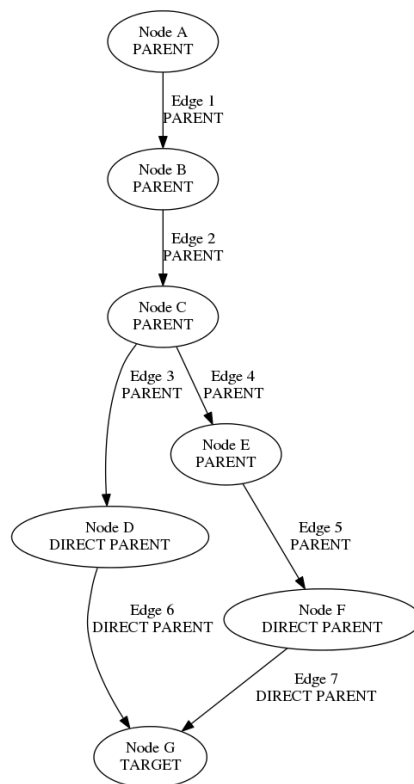 Node A
PARENT
Edge 1
PARENT
Node B
PARENT
Edge 2
PARENT
Node C
PARENT
Edge 3
PARENT
Edge 4
PARENT
Node E
PARENT
Node D
DIRECT PARENT
Edge 5
PARENT
Edge 6
DIRECT PARENT
Node F
DIRECT PARENT
Edge 7
DIRECT PARENT
Node G
TARGET